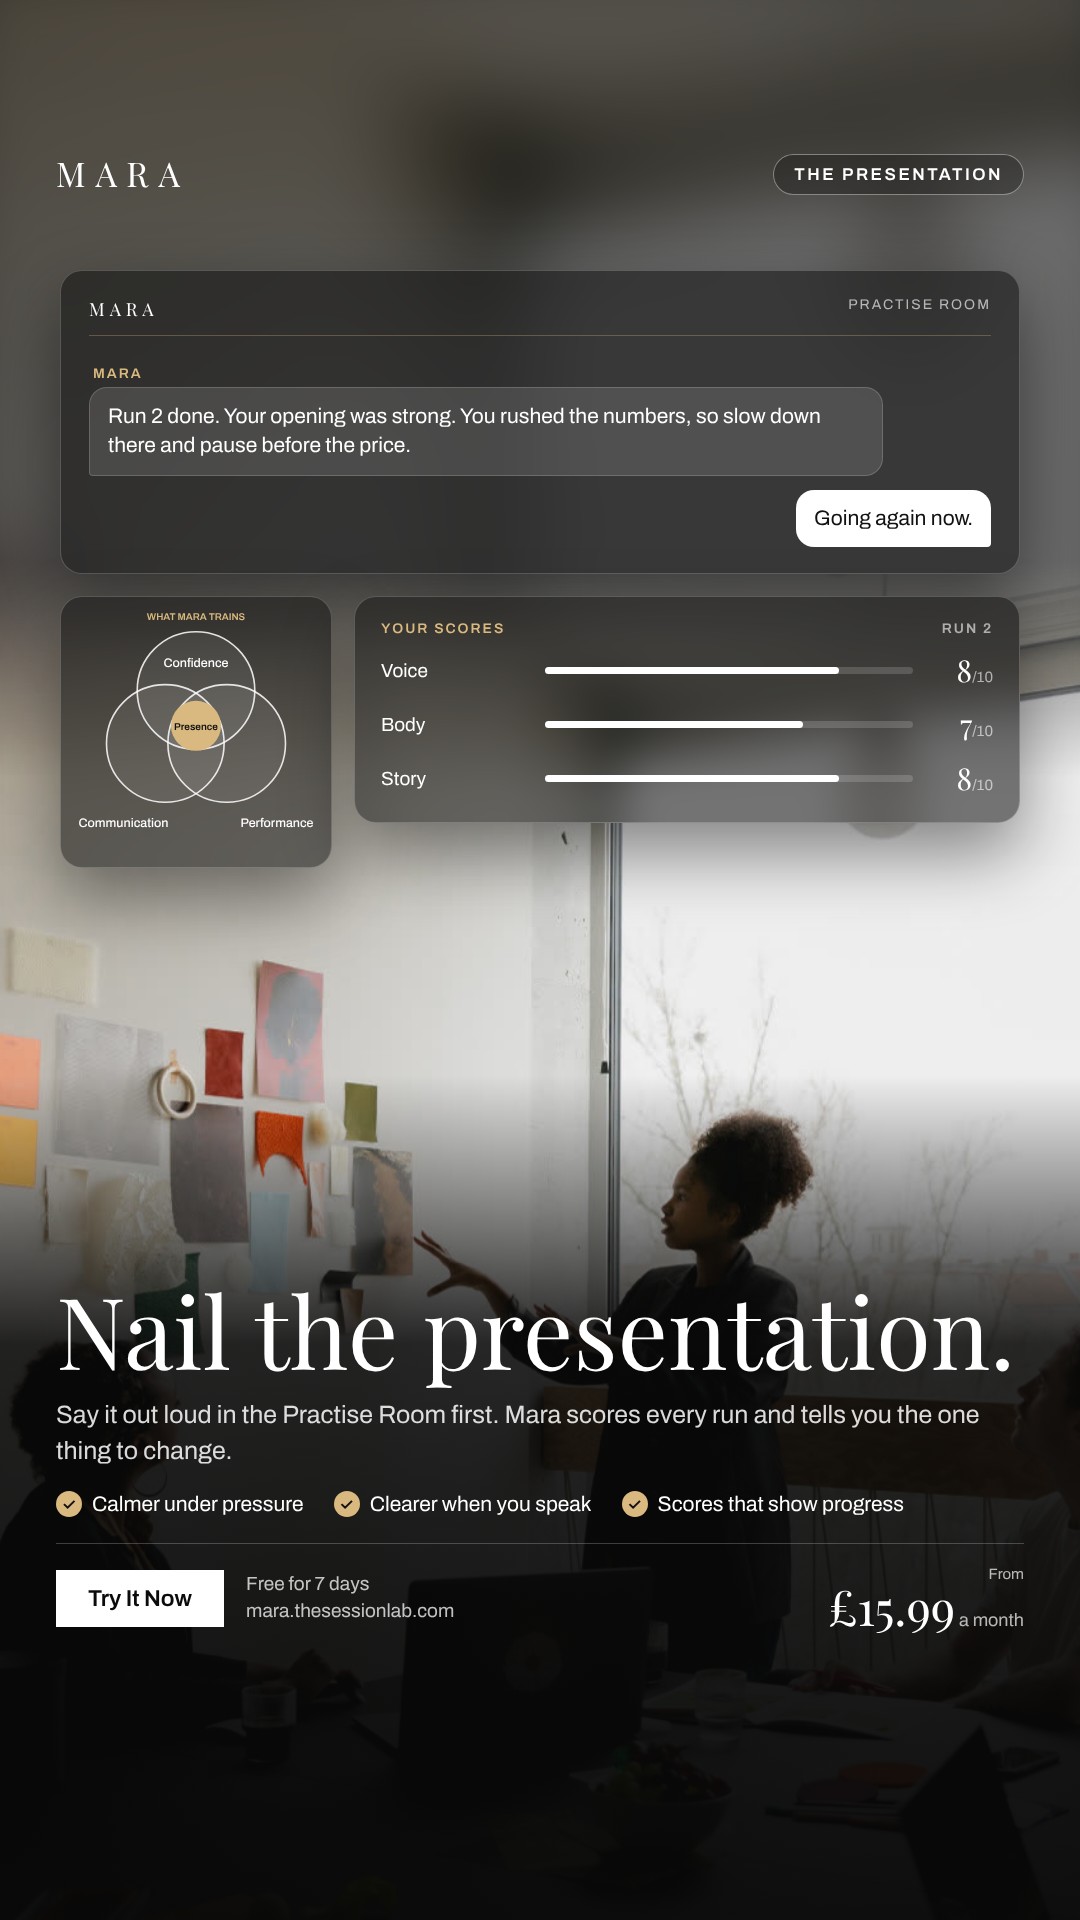 MARA
THE PRESENTATION
MARA
PRACTISE ROOM
MARA
Run 2 done. Your opening was strong. You rushed the numbers, so slow down
there and pause before the price.
Going again now.
WHAT MARA TRAINS
Confidence
Presence
Communication
Performance
YOUR SCORES
RUN 2
Voice
8/10
Body
7/10
Story
8/10
Nail the presentation.
Say it out loud in the Practise Room first. Mara scores every run and tells you the one
thing to change.
Calmer under pressure
Clearer when you speak
Scores that show progress
Try It Now
Free for 7 days
mara.thesessionlab.com
From
£15.99 a month